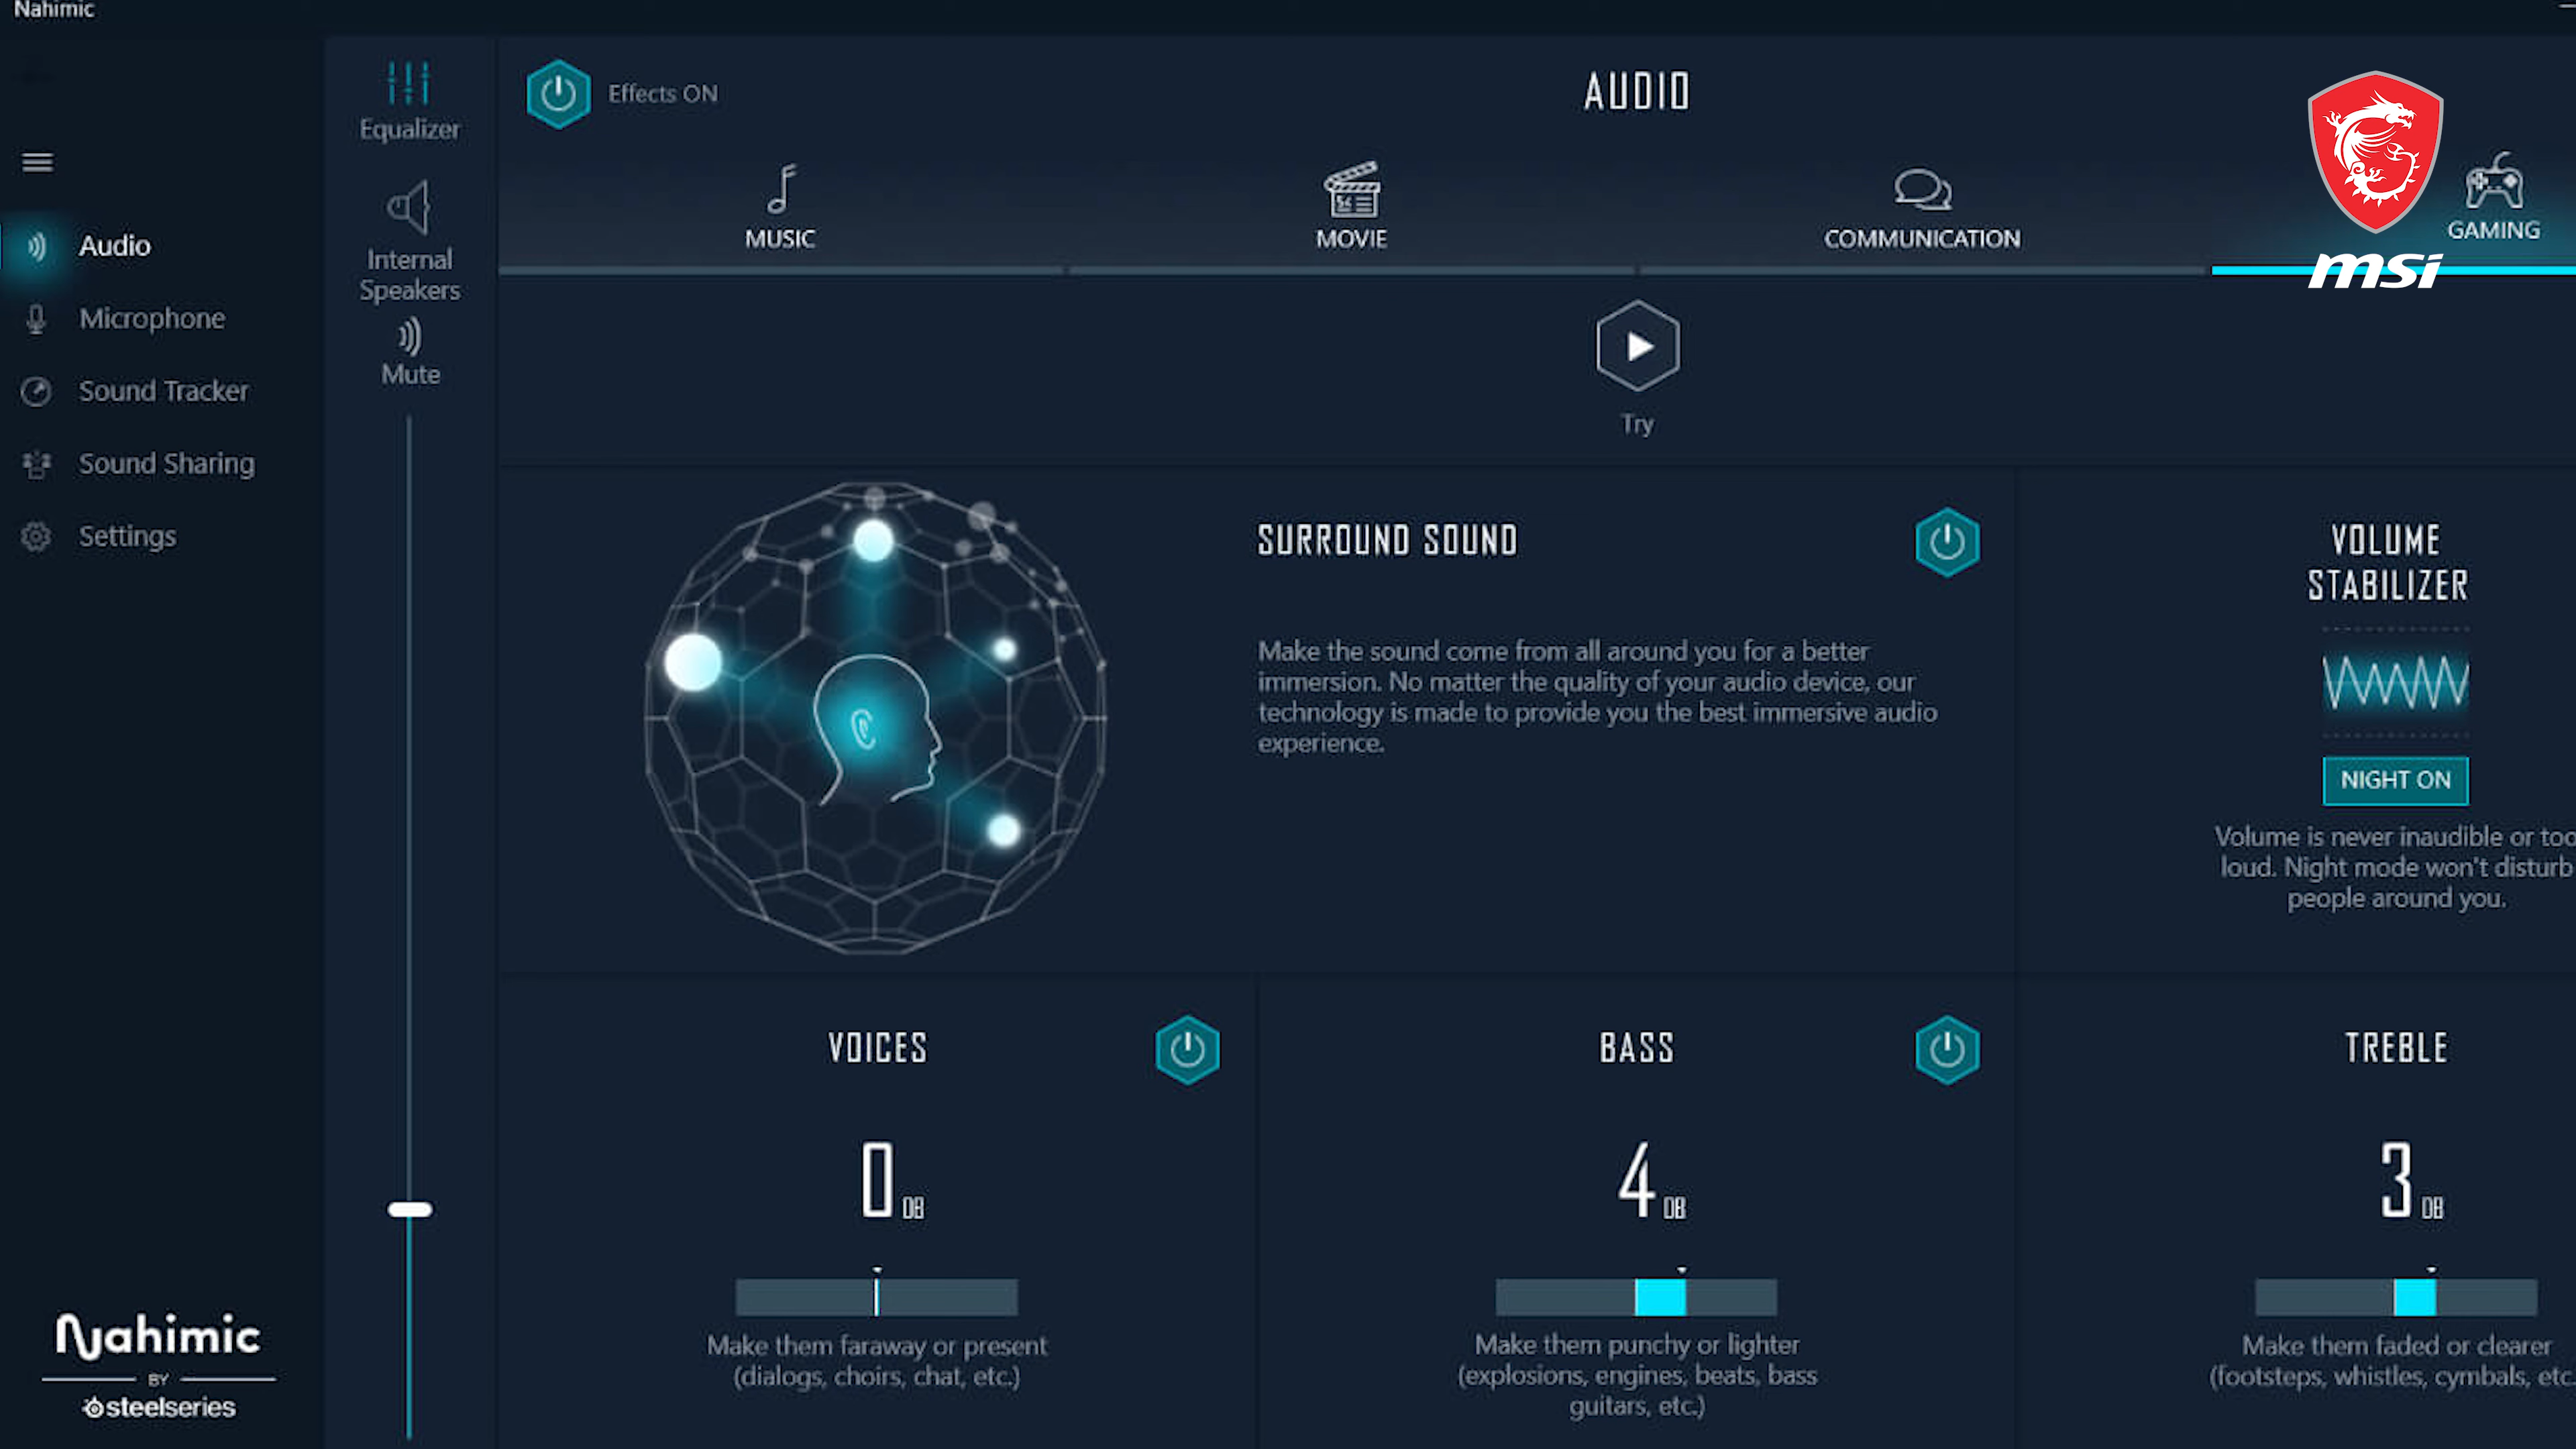 Nahimic
Audio
Microphone
Sound Tracker
Sound Sharing
Settings
Nahimic
BY
steelseries
Equalizer
Internal
Speakers
Mute
Effects ON
AUDIO
MUSIC
MOVIE
COMMUNICATION
GAMING
msi
Try
SURROUND SOUND
Make the sound come from all around you for a better
immersion. No matter the quality of your audio device, our
technology is made to provide you the best immersive audio
experience.
VOLUME
STABILIZER
NIGHT ON
Volume is never inaudible or too
loud. Night mode won't disturb
people around you.
VOICES
0 DB
Make them faraway or present
(dialogs, choirs, chat, etc.)
BASS
4 DB
Make them punchy or lighter
(explosions, engines, beats, bass
guitars, etc.)
TREBLE
3 DB
Make them faded or clearer
(footsteps, whistles, cymbals, etc.